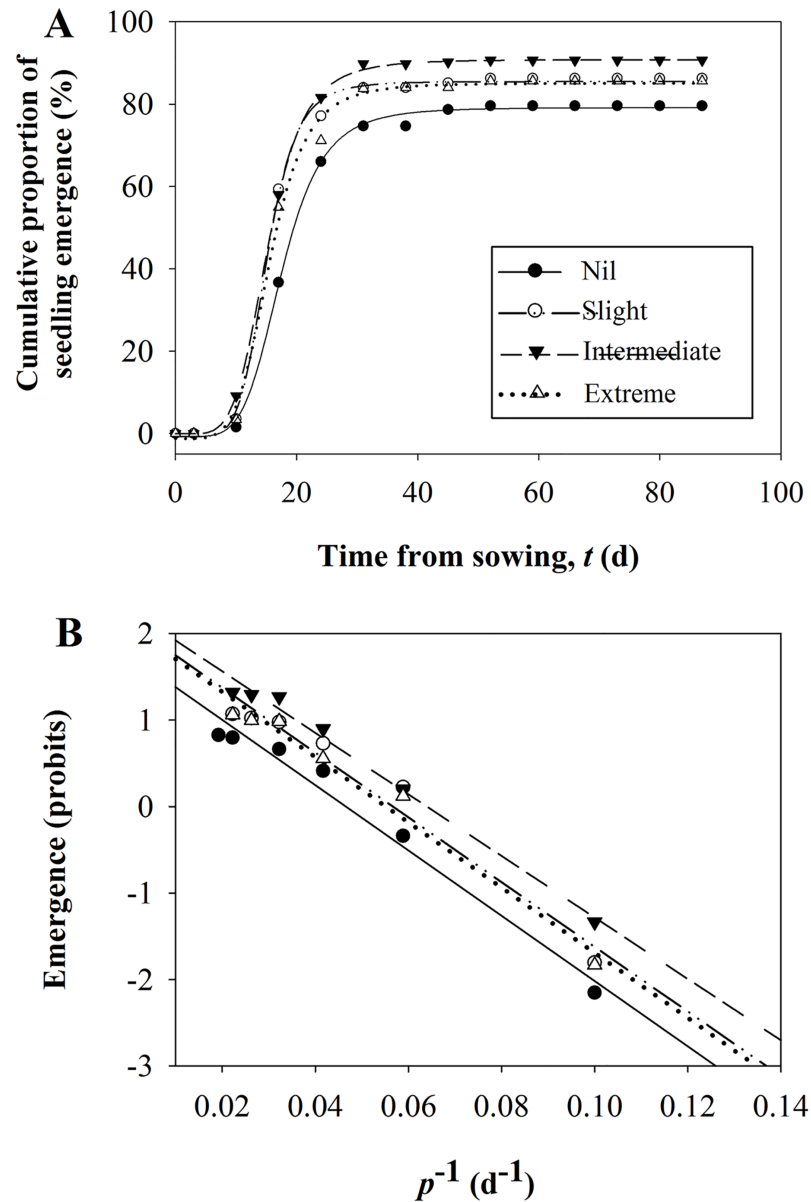 A
Cumulative proportion of
seedling emergence (%)
100
80
60
40
20
0
Nil
Slight
Intermediate
Extreme
0 20 40 60 80 100
Time from sowing, t (d)
B
Emergence (probits)
2
1
0
-1
-2
-3
0.02 0.04 0.06 0.08 0.10 0.12 0.14
p⁻¹ (d⁻¹)